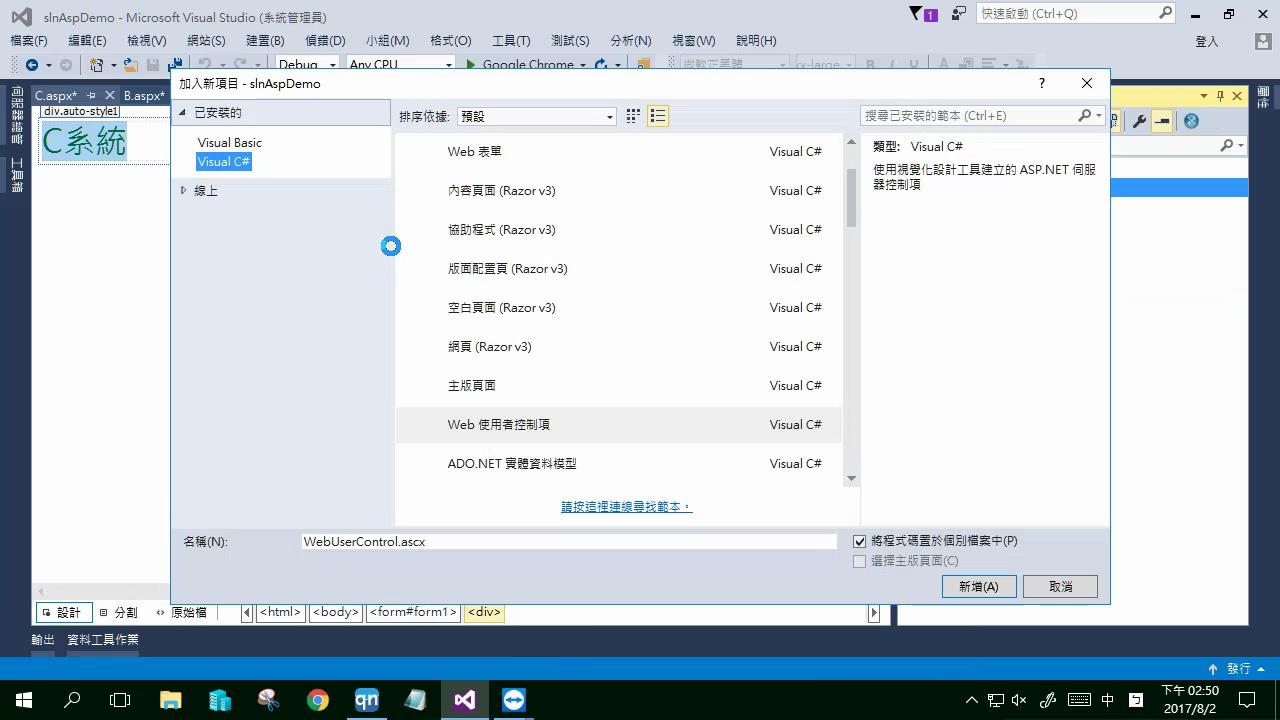 slnAspDemo - Microsoft Visual Studio (系統管理員)
1
快速啟動 (Ctrl+Q)
檔案(F) 編輯(E) 檢視(V) 網站(S) 建置(B) 偵錯(D) 小組(M) 格式(O) 工具(T) 測試(S) 分析(N) 視窗(W) 說明(H)
登入
Debug Any CPU Google Chrome 微軟正黑體 xx-large B I U
伺服器總管
工具箱
C.aspx* B.aspx*
div.auto-style1
C系統
加入新項目 - slnAspDemo
?
已安裝的
Visual Basic
Visual C#
線上
排序依據: 預設
搜尋已安裝的範本 (Ctrl+E)
Web 表單 Visual C#
內容頁面 (Razor v3) Visual C#
協助程式 (Razor v3) Visual C#
版面配置頁 (Razor v3) Visual C#
空白頁面 (Razor v3) Visual C#
網頁 (Razor v3) Visual C#
主版頁面 Visual C#
Web 使用者控制項 Visual C#
ADO.NET 實體資料模型 Visual C#
請按這裡連線尋找範本。
類型: Visual C#
使用視覺化設計工具建立的 ASP.NET 伺服
器控制項
名稱(N): WebUserControl.ascx
將程式碼置於個別檔案中(P)
選擇主版頁面(C)
新增(A) 取消
設計 分割 原始檔 <html> <body> <form#form1> <div>
輸出 資料工具作業
發行
qn
中
下午 02:50
2017/8/2